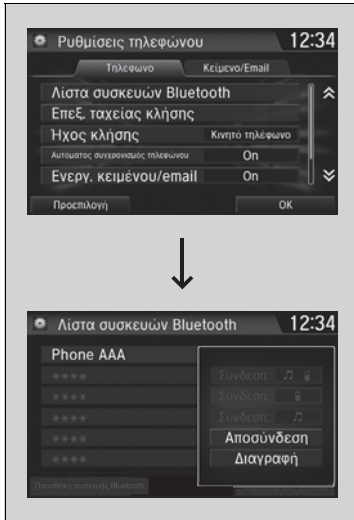 Ρυθμίσεις τηλεφώνου 12:34
Τηλεφωνο Κείμενο/Email
Λίστα συσκευών Bluetooth
Επεξ. ταχείας κλήσης
Ήχος κλήσης Κινητό τηλέφωνο
Αυτόματος συγχρονισμός τηλεφώνου On
Ενεργ. κειμένου/email On
Προεπιλογή OK
Λίστα συσκευών Bluetooth 12:34
Phone AAA
**** Σύνδεση:
**** Σύνδεση:
**** Σύνδεση:
**** Αποσύνδεση
**** Διαγραφή
Προσθήκη συσκευής Bluetooth